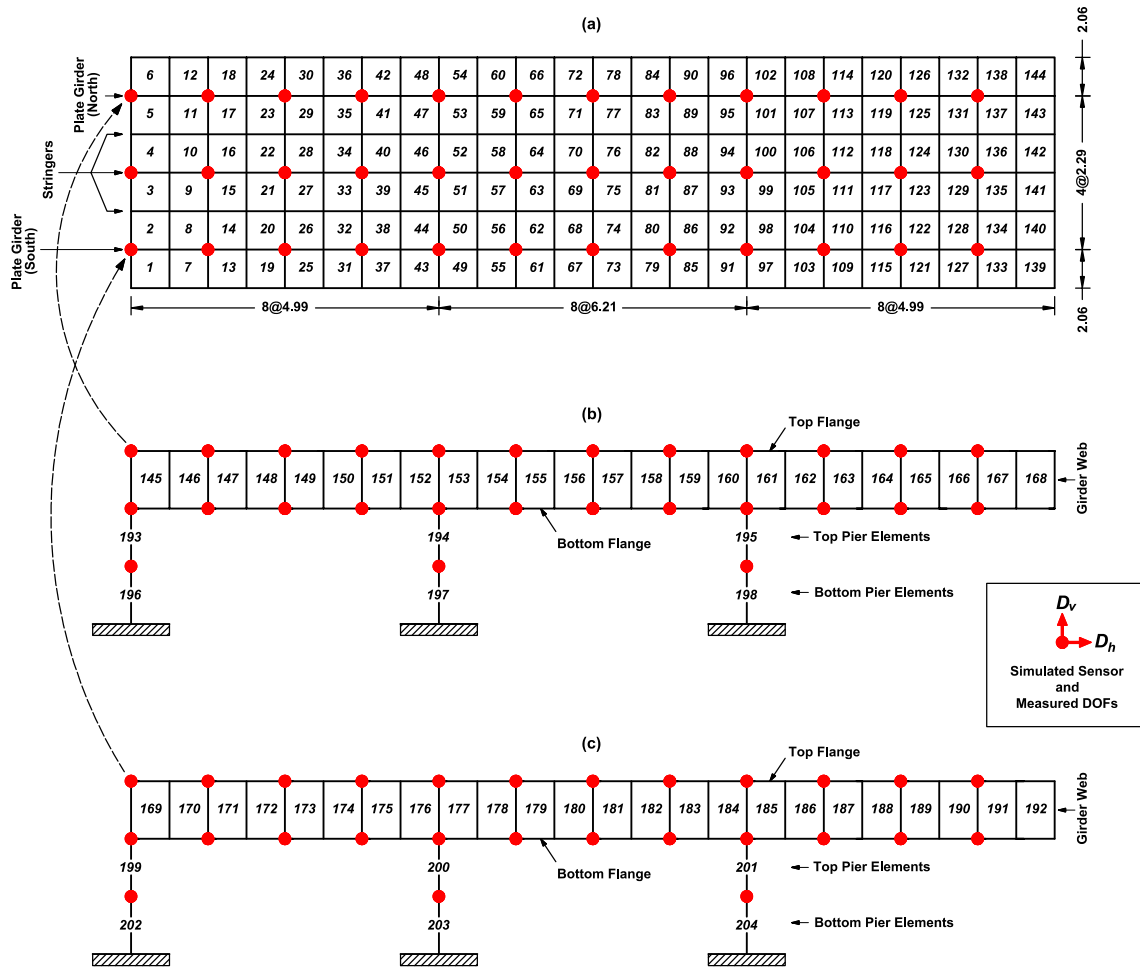 (a)
6 12 18 24 30 36 42 48 54 60 66 72 78 84 90 96 102 108 114 120 126 132 138 144
5 11 17 23 29 35 41 47 53 59 65 71 77 83 89 95 101 107 113 119 125 131 137 143
4 10 16 22 28 34 40 46 52 58 64 70 76 82 88 94 100 106 112 118 124 130 136 142
3 9 15 21 27 33 39 45 51 57 63 69 75 81 87 93 99 105 111 117 123 129 135 141
2 8 14 20 26 32 38 44 50 56 62 68 74 80 86 92 98 104 110 116 122 128 134 140
1 7 13 19 25 31 37 43 49 55 61 67 73 79 85 91 97 103 109 115 121 127 133 139
Plate Girder
(North)
Stringers
Plate Girder
(South)
2.06
4@2.29
2.06
8@4.99
8@6.21
8@4.99
(b)
Top Flange
145 146 147 148 149 150 151 152 153 154 155 156 157 158 159 160 161 162 163 164 165 166 167 168
Girder Web
Bottom Flange
193 194 195 Top Pier Elements
196 197 198 Bottom Pier Elements
Dv
Dh
Simulated Sensor
and
Measured DOFs
(c)
Top Flange
169 170 171 172 173 174 175 176 177 178 179 180 181 182 183 184 185 186 187 188 189 190 191 192
Girder Web
Bottom Flange
199 200 201 Top Pier Elements
202 203 204 Bottom Pier Elements